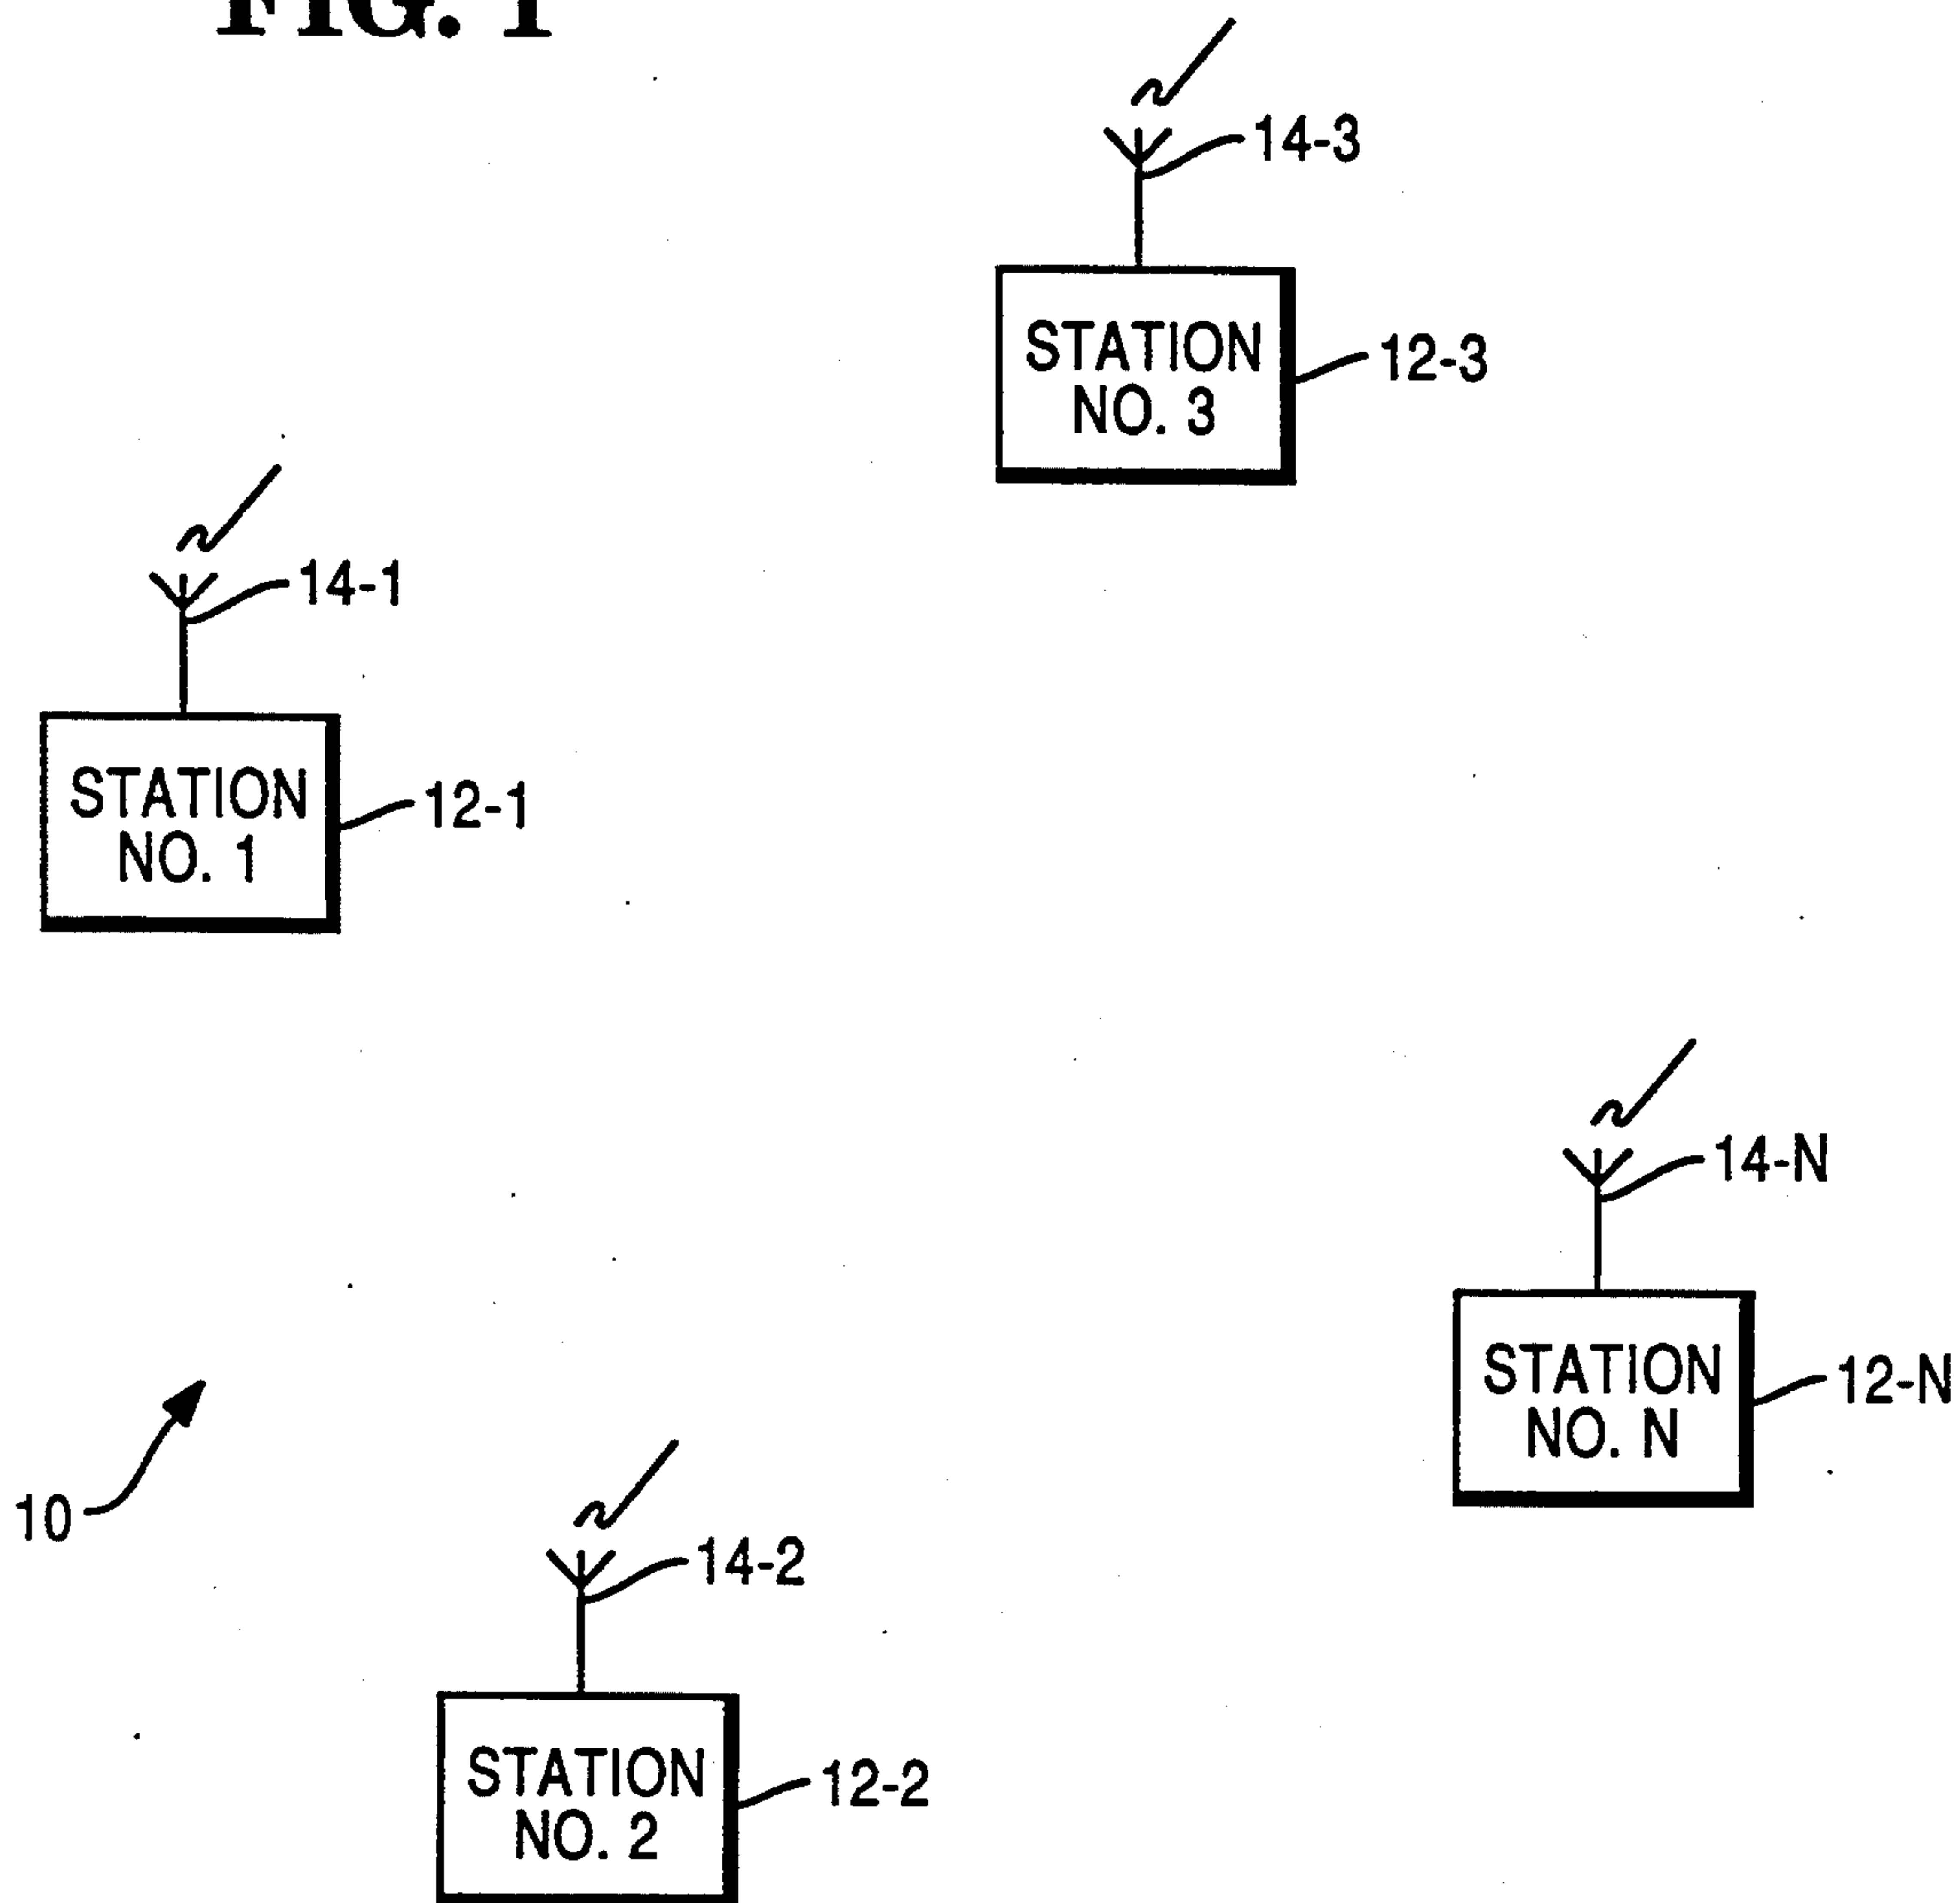 FIG. 1
14-3
STATION
NO. 3
12-3
14-1
STATION
NO. 1
12-1
14-N
STATION
NO. N
12-N
10
14-2
STATION
NO. 2
12-2